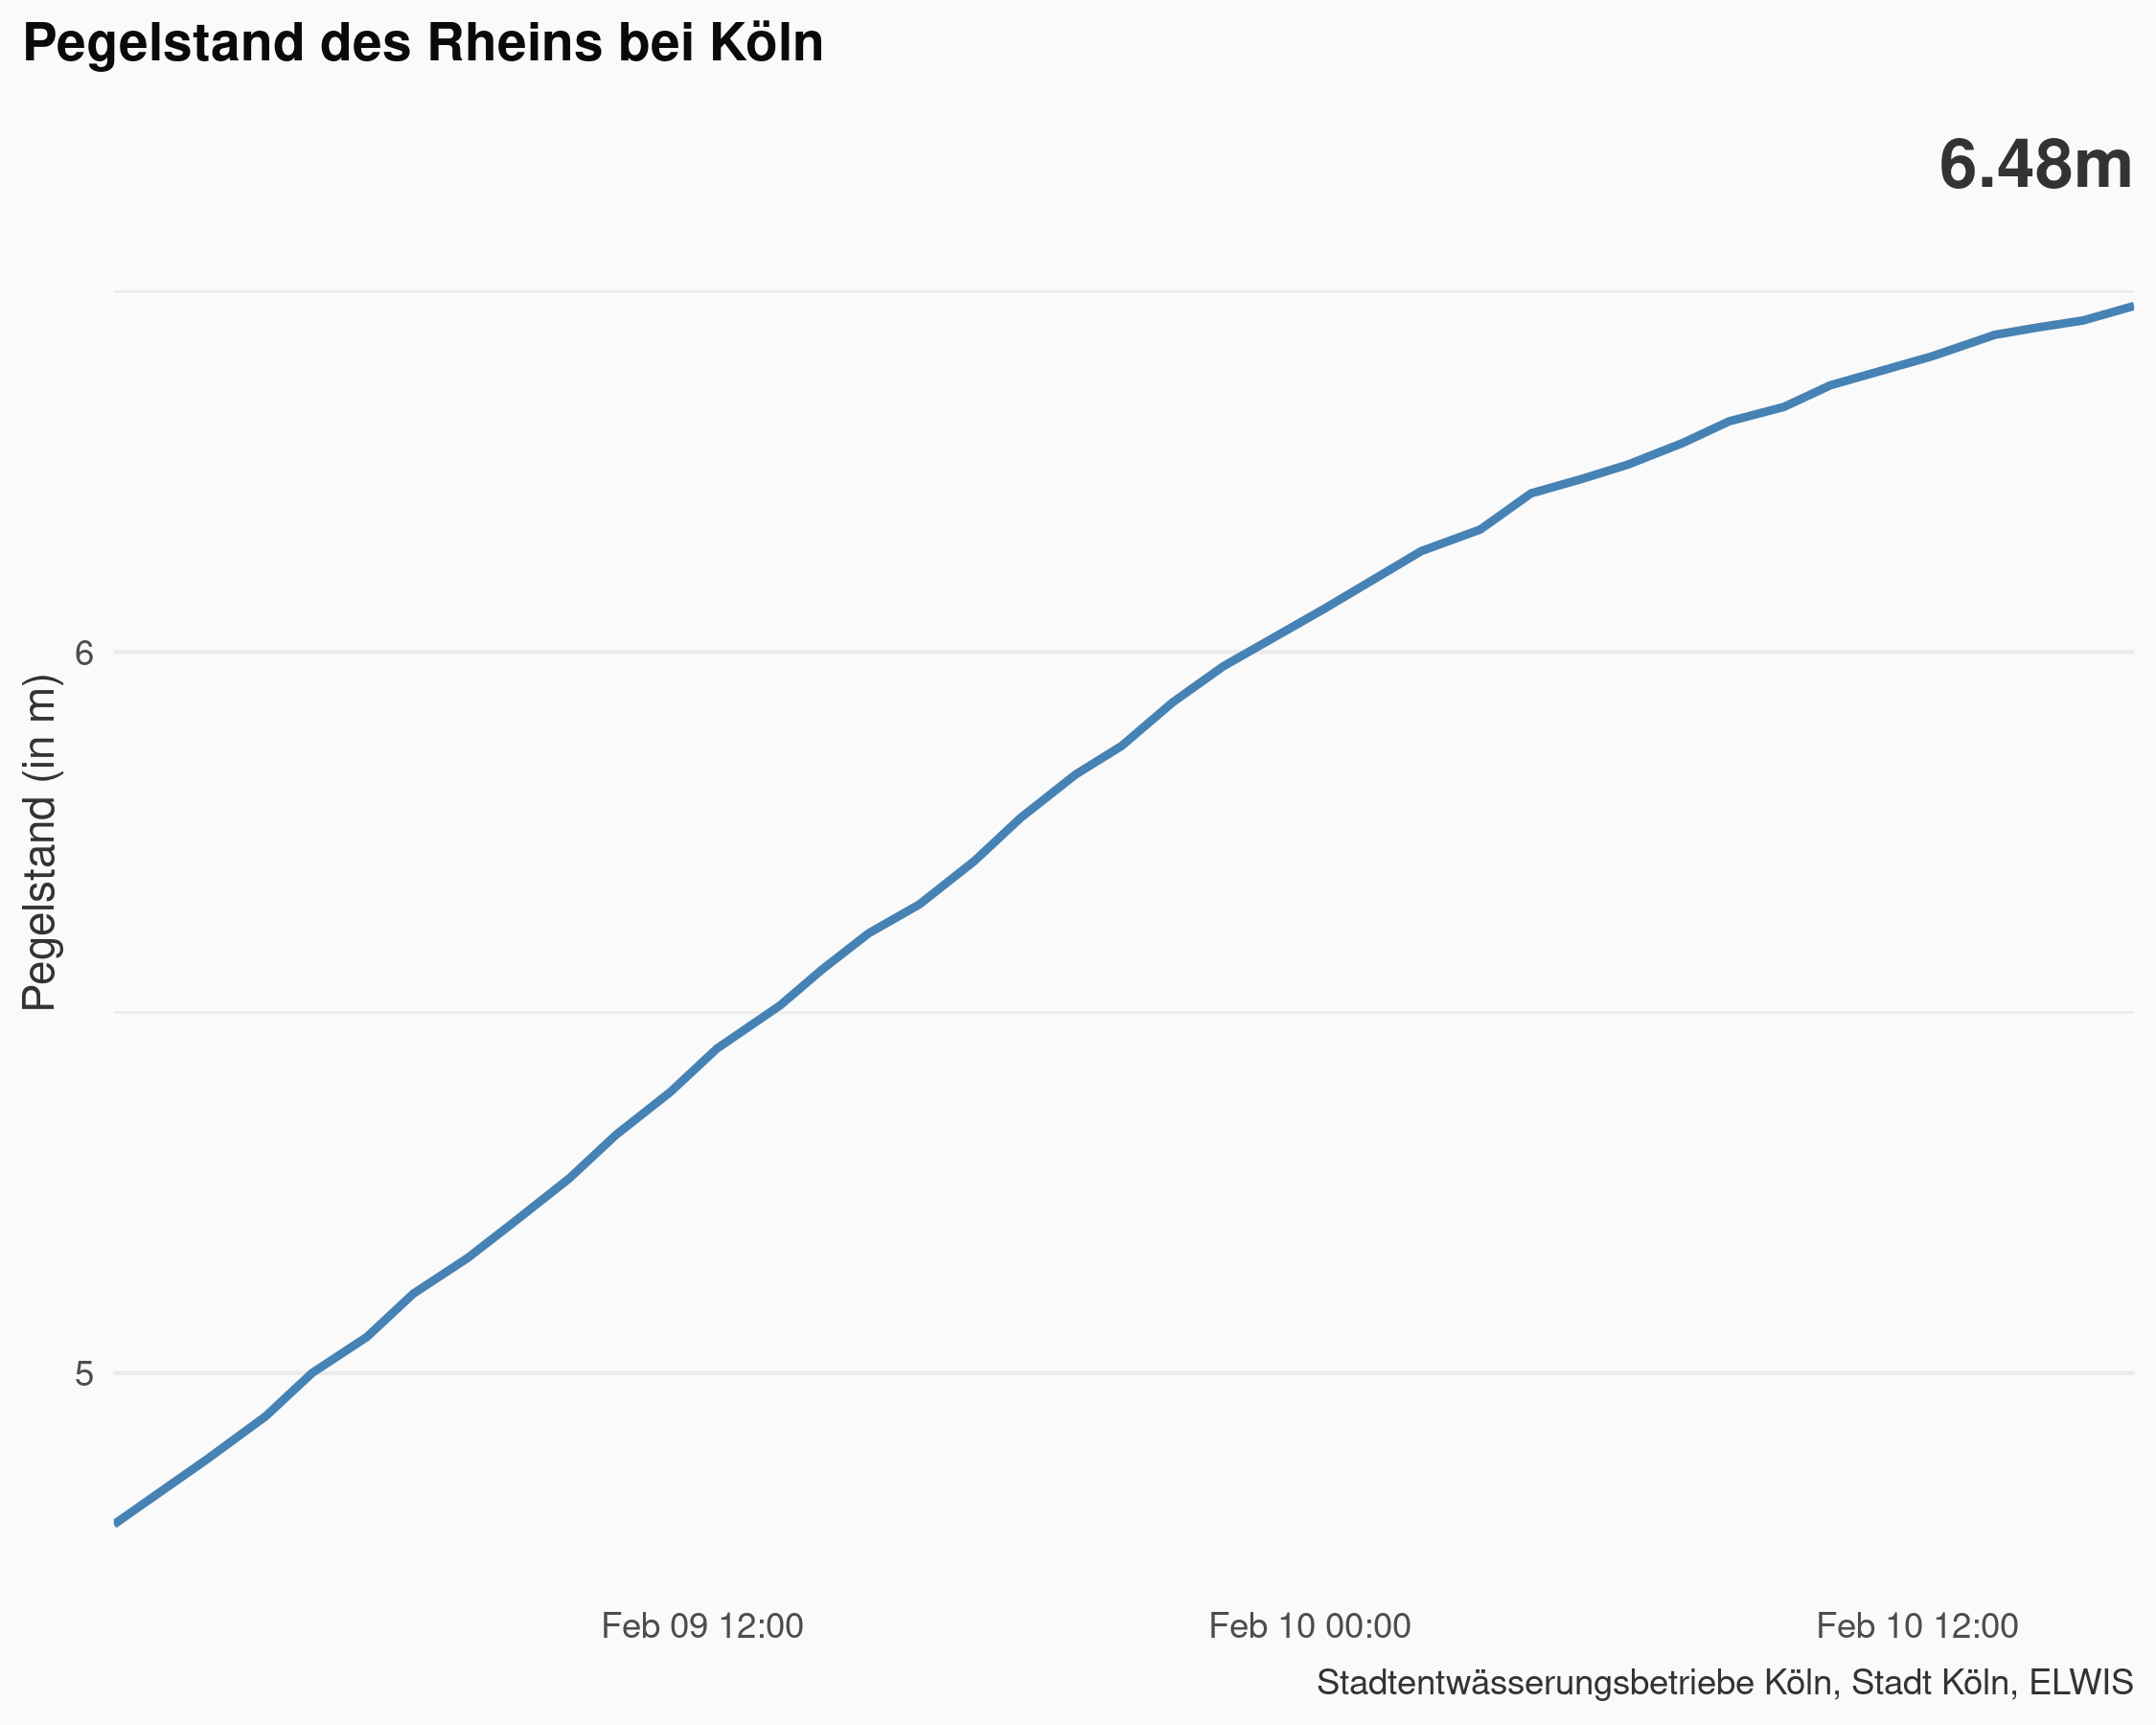 Pegelstand des Rheins bei Köln
6.48m
Pegelstand (in m)
6
5
Feb 09 12:00
Feb 10 00:00
Feb 10 12:00
Stadtentwässerungsbetriebe Köln, Stadt Köln, ELWIS